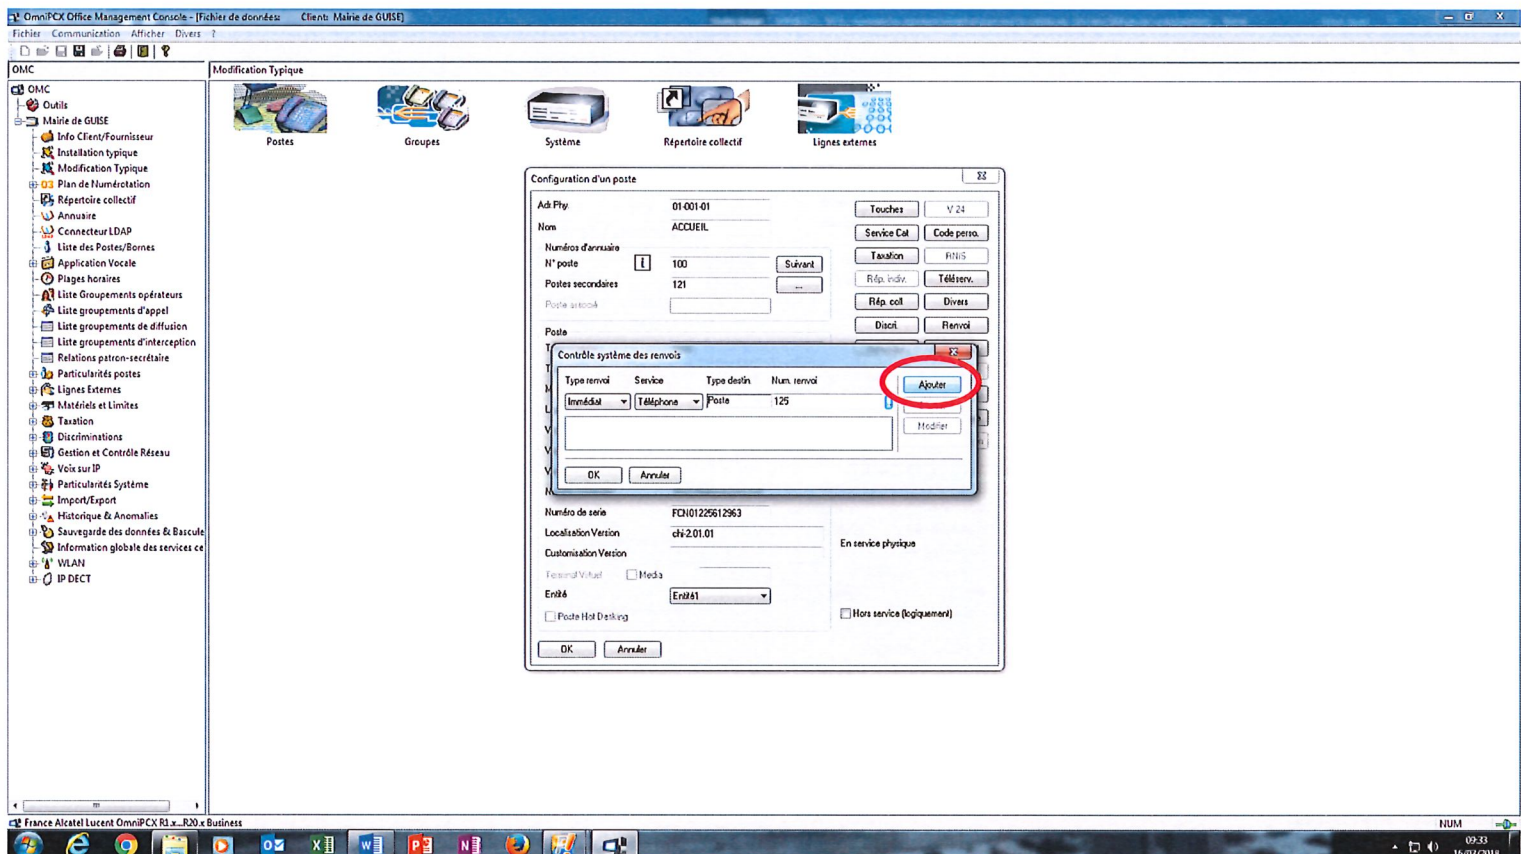 OmniPCX Office Management Console - [Fichier de données: Client: Mairie de GUISE]
Fichier Communication Afficher Divers ?
OMC
Modification Typique
OMC
Outils
Mairie de GUISE
Info Client/Fournisseur
Installation typique
Modification Typique
Plan de Numérotation
Répertoire collectif
Annuaire
Connecteur LDAP
Liste des Postes/Bornes
Application Vocale
Plages horaires
Liste Groupements opérateurs
Liste groupements d'appel
Liste groupements de diffusion
Liste groupements d'interception
Relations patron-secrétaire
Particularités postes
Lignes Externes
Matériels et Limites
Taxation
Discriminations
Gestion et Contrôle Réseau
Voix sur IP
Particularités Système
Import/Export
Historique & Anomalies
Sauvegarde des données & Bascule
Information globale des services ce
WLAN
IP DECT
Postes
Groupes
Système
Répertoire collectif
Lignes externes
Configuration d'un poste
Adr Phy. 01-001-01
Nom ACCUEIL
Numéros d'annuaire
N° poste i 100 Suivant
Postes secondaires 121 ...
Poste associé
Poste
Touches V 24
Service Cat Code perso.
Taxation RNIS
Rép. indiv. Téléserv.
Rép. coll Divers
Discri. Renvoi
Contrôle système des renvois
Type renvoi Service Type destin. Num. renvoi
Immédiat Téléphone Poste 125
Ajouter
Modifier
OK Annuler
Numéro de serie FCN01225612963
Localisation Version chi-2.01.01
Customisation Version
Terminal Virtuel Media
Entité Entité1
Poste Hot Desking
En service physique
Hors service (logiquement)
OK Annuler
France Alcatel Lucent OmniPCX R1.x...R20.x Business
NUM
09:33
16/03/2018